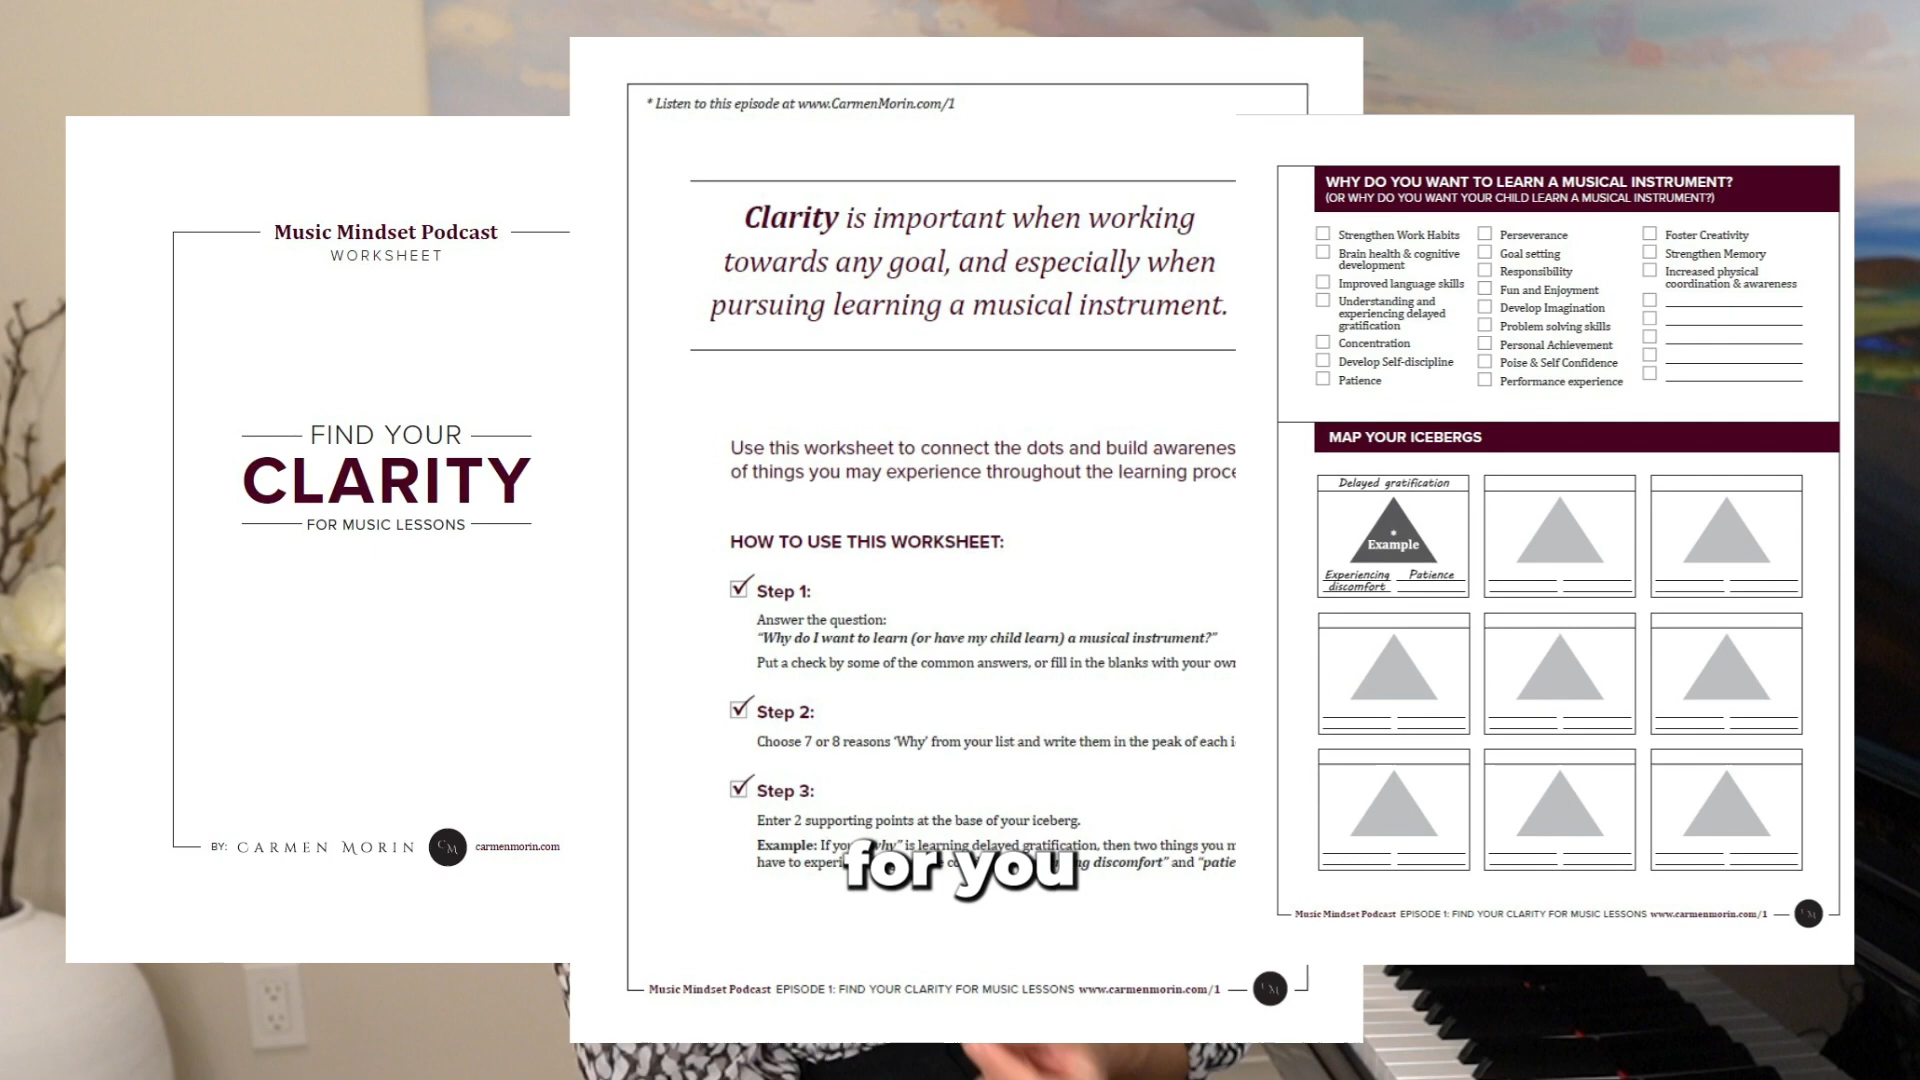 Music Mindset Podcast
WORKSHEET
FIND YOUR
CLARITY
FOR MUSIC LESSONS
BY: CARMEN MORIN CM carmenmorin.com
* Listen to this episode at www.CarmenMorin.com/1
Clarity is important when working
towards any goal, and especially when
pursuing learning a musical instrument.
Use this worksheet to connect the dots and build awarenes
of things you may experience throughout the learning proce
HOW TO USE THIS WORKSHEET:
Step 1:
Answer the question:
"Why do I want to learn (or have my child learn) a musical instrument?"
Put a check by some of the common answers, or fill in the blanks with your own
Step 2:
Choose 7 or 8 reasons 'Why' from your list and write them in the peak of each i
Step 3:
Enter 2 supporting points at the base of your iceberg.
Example: If you "why" is learning delayed gratification, then two things you m
have to experi discomfort" and "patie
for you
Music Mindset Podcast EPISODE 1: FIND YOUR CLARITY FOR MUSIC LESSONS www.carmenmorin.com/1 CM
WHY DO YOU WANT TO LEARN A MUSICAL INSTRUMENT?
(OR WHY DO YOU WANT YOUR CHILD LEARN A MUSICAL INSTRUMENT?)
Strengthen Work Habits
Brain health & cognitive
development
Improved language skills
Understanding and
experiencing delayed
gratification
Concentration
Develop Self-discipline
Patience
Perseverance
Goal setting
Responsibility
Fun and Enjoyment
Develop Imagination
Problem solving skills
Personal Achievement
Poise & Self Confidence
Performance experience
Foster Creativity
Strengthen Memory
Increased physical
coordination & awareness
MAP YOUR ICEBERGS
Delayed gratification
*
Example
Experiencing Patience
discomfort
Music Mindset Podcast EPISODE 1: FIND YOUR CLARITY FOR MUSIC LESSONS www.carmenmorin.com/1 CM